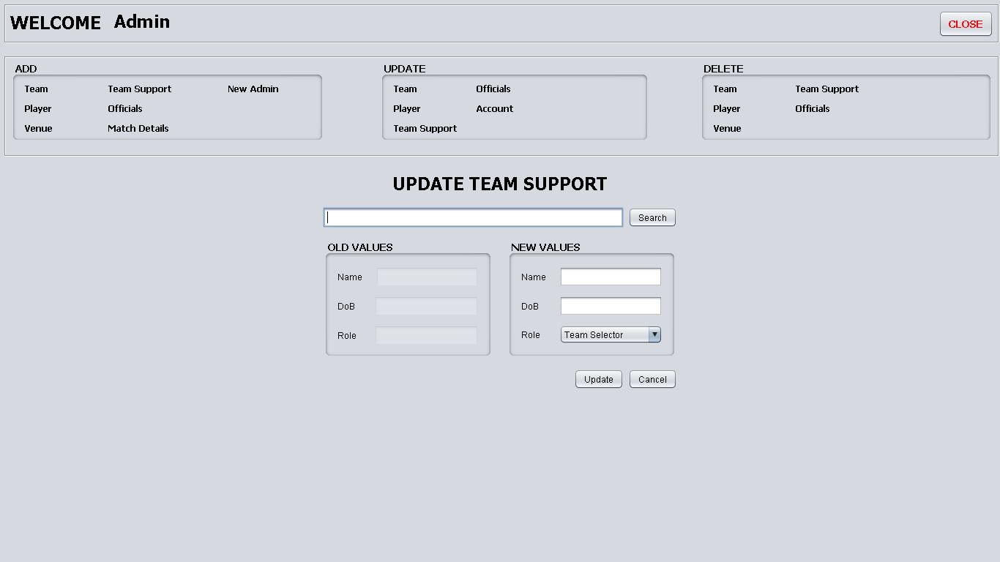 WELCOME Admin
CLOSE
ADD
Team Team Support New Admin
Player Officials
Venue Match Details
UPDATE
Team Officials
Player Account
Team Support
DELETE
Team Team Support
Player Officials
Venue
UPDATE TEAM SUPPORT
Search
OLD VALUES
Name
DoB
Role
NEW VALUES
Name
DoB
Role Team Selector
Update Cancel